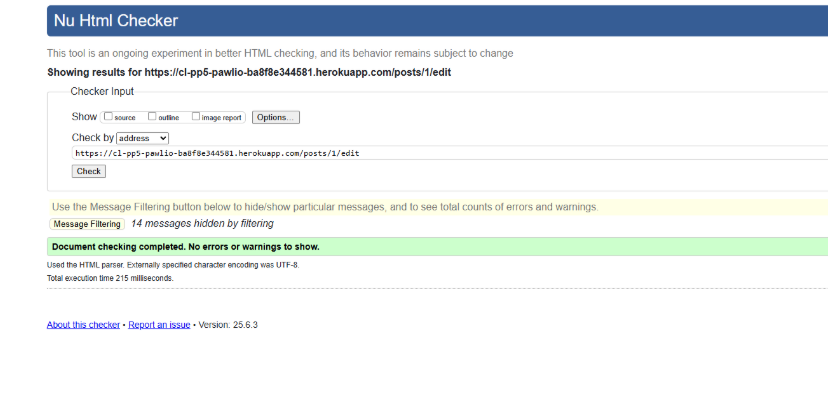 Nu Html Checker
This tool is an ongoing experiment in better HTML checking, and its behavior remains subject to change
Showing results for https://cl-pp5-pawlio-ba8f8e344581.herokuapp.com/posts/1/edit
Checker Input
Show source outline image report Options...
Check by address
https://cl-pp5-pawlio-ba8f8e344581.herokuapp.com/posts/1/edit
Check
Use the Message Filtering button below to hide/show particular messages, and to see total counts of errors and warnings.
Message Filtering 14 messages hidden by filtering
Document checking completed. No errors or warnings to show.
Used the HTML parser. Externally specified character encoding was UTF-8.
Total execution time 215 milliseconds.
About this checker • Report an issue • Version: 25.6.3